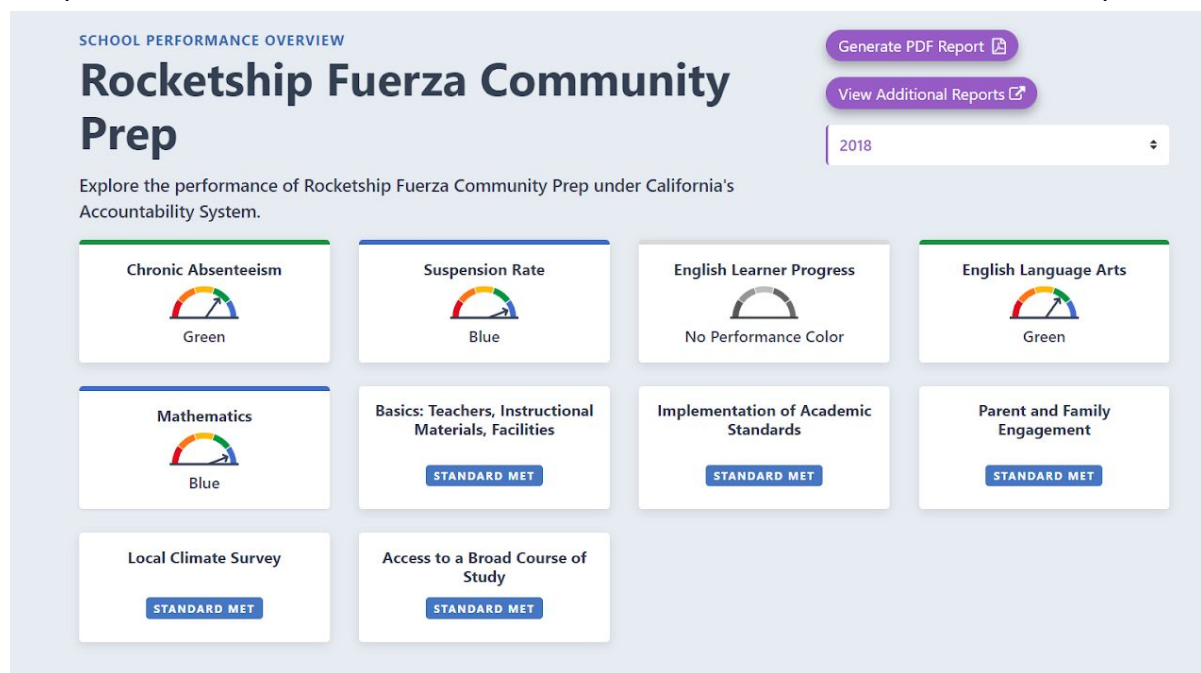 SCHOOL PERFORMANCE OVERVIEW
Rocketship Fuerza Community
Prep
Explore the performance of Rocketship Fuerza Community Prep under California's
Accountability System.
Generate PDF Report
View Additional Reports
2018
Chronic Absenteeism
Green
Suspension Rate
Blue
English Learner Progress
No Performance Color
English Language Arts
Green
Mathematics
Blue
Basics: Teachers, Instructional
Materials, Facilities
STANDARD MET
Implementation of Academic
Standards
STANDARD MET
Parent and Family
Engagement
STANDARD MET
Local Climate Survey
STANDARD MET
Access to a Broad Course of
Study
STANDARD MET